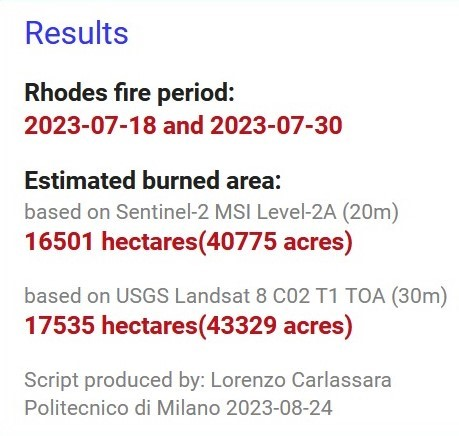 Results
Rhodes fire period:
2023-07-18 and 2023-07-30
Estimated burned area:
based on Sentinel-2 MSI Level-2A (20m)
16501 hectares(40775 acres)
based on USGS Landsat 8 C02 T1 TOA (30m)
17535 hectares(43329 acres)
Script produced by: Lorenzo Carlassara
Politecnico di Milano 2023-08-24